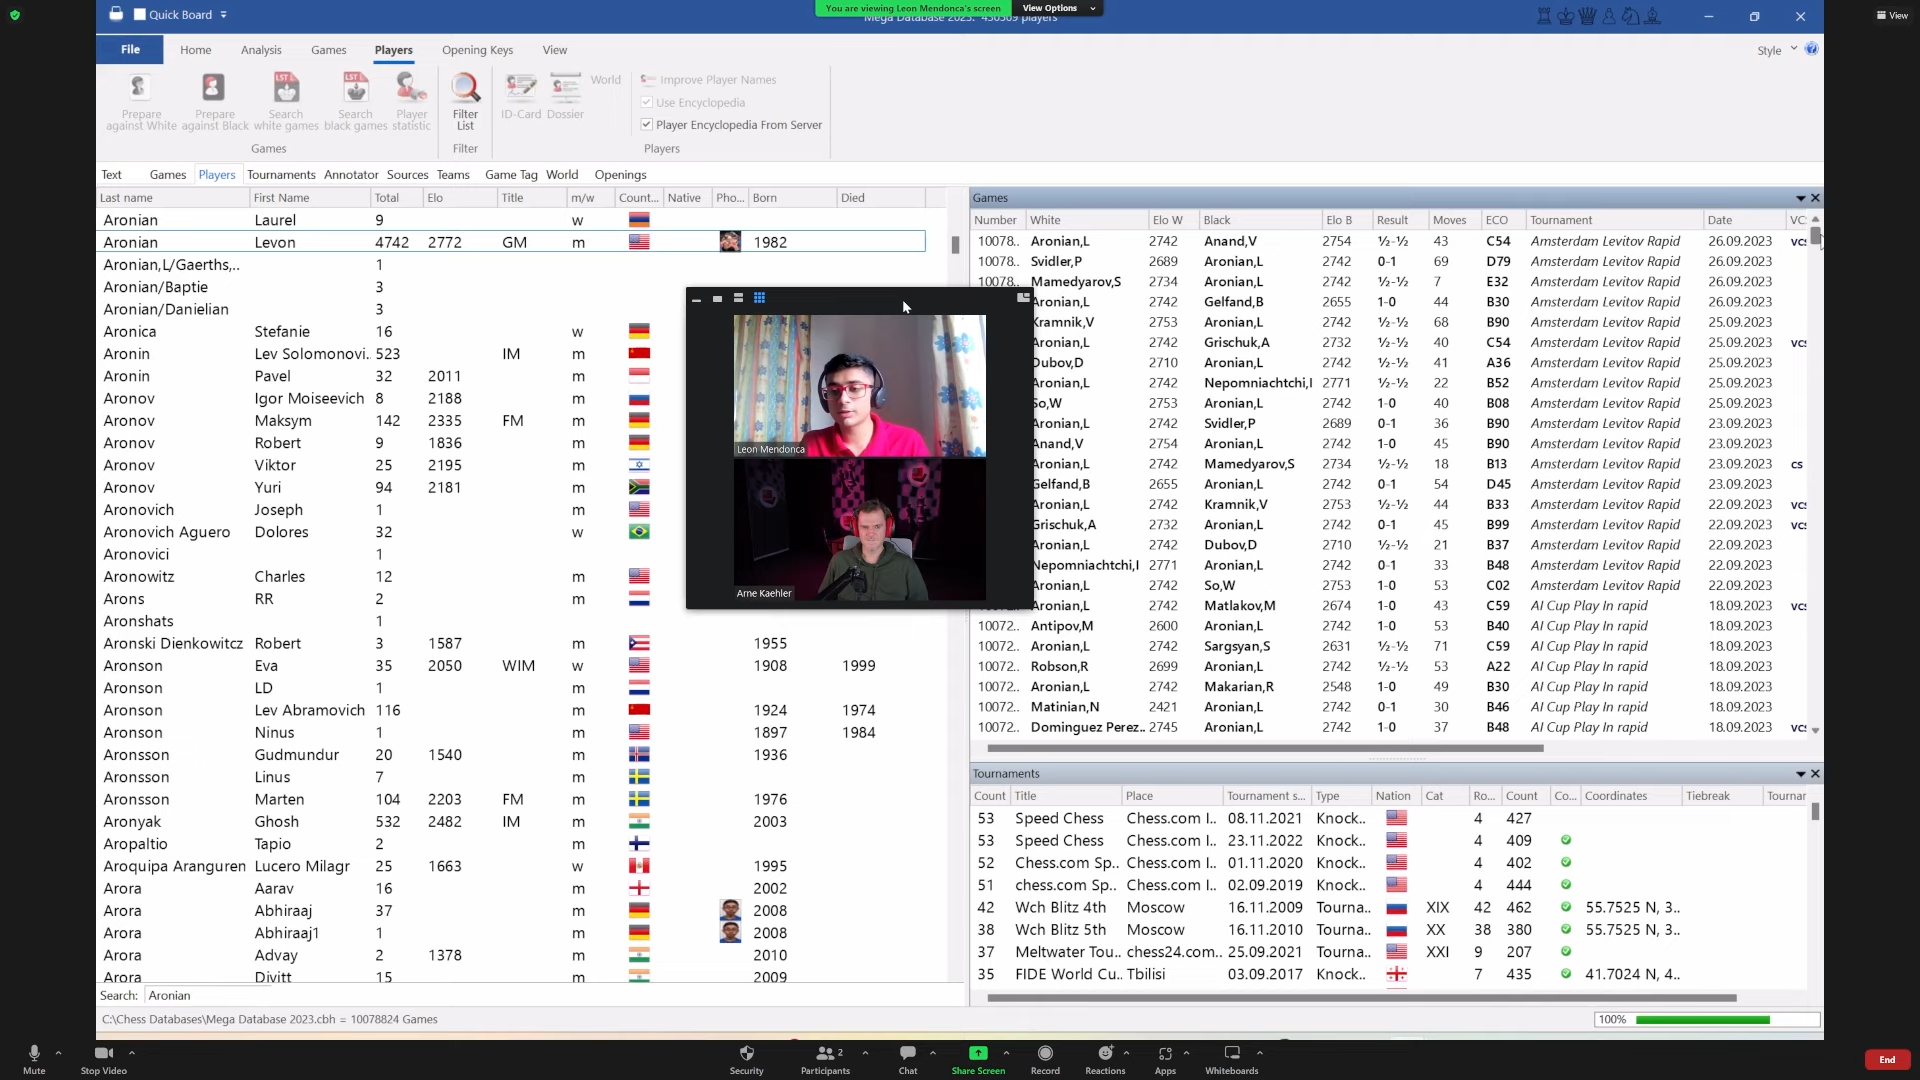 You are viewing Leon Mendonca's screen View Options
View
Quick Board
Mega Database 2023: 450509 players
File Home Analysis Games Players Opening Keys View Style
Prepare against White
Prepare against Black
Search white games
Search black games
Player statistic
Filter List
ID-Card Dossier World
Improve Player Names
Use Encyclopedia
Player Encyclopedia From Server
Games Filter Players
Text Games Players Tournaments Annotator Sources Teams Game Tag World Openings
Last name First Name Total Elo Title m/w Count... Native Pho... Born Died
Aronian Laurel 9 w
Aronian Levon 4742 2772 GM m 1982
Aronian,L/Gaerths,.. 1
Aronian/Baptie 3
Aronian/Danielian 3
Aronica Stefanie 16 w
Aronin Lev Solomonovi.. 523 IM m
Aronin Pavel 32 2011 m
Aronov Igor Moiseevich 8 2188 m
Aronov Maksym 142 2335 FM m
Aronov Robert 9 1836 m
Aronov Viktor 25 2195 m
Aronov Yuri 94 2181 m
Aronovich Joseph 1 m
Aronovich Aguero Dolores 32 w
Aronovici 1
Aronowitz Charles 12 m
Arons RR 2 m
Aronshats 1
Aronski Dienkowitcz Robert 3 1587 m 1955
Aronson Eva 35 2050 WIM w 1908 1999
Aronson LD 1 m
Aronson Lev Abramovich 116 m 1924 1974
Aronson Ninus 1 m 1897 1984
Aronsson Gudmundur 20 1540 m 1936
Aronsson Linus 7 m
Aronsson Marten 104 2203 FM m 1976
Aronyak Ghosh 532 2482 IM m 2003
Aropaltio Tapio 2 m
Aroquipa Aranguren Lucero Milagr 25 1663 w 1995
Arora Aarav 16 m 2002
Arora Abhiraaj 37 m 2008
Arora Abhiraaj1 1 m 2008
Arora Advay 2 1378 m 2010
Arora Divitt 15 m 2009
Search: Aronian
C:\Chess Databases\Mega Database 2023.cbh = 10078824 Games
Leon Mendonca
Arne Kaehler
Games
Number White Elo W Black Elo B Result Moves ECO Tournament Date VCS
10078.. Aronian,L 2742 Anand,V 2754 ½-½ 43 C54 Amsterdam Levitov Rapid 26.09.2023 vcs
10078.. Svidler,P 2689 Aronian,L 2742 0-1 69 D79 Amsterdam Levitov Rapid 26.09.2023
10078.. Mamedyarov,S 2734 Aronian,L 2742 ½-½ 7 E32 Amsterdam Levitov Rapid 26.09.2023
Aronian,L 2742 Gelfand,B 2655 1-0 44 B30 Amsterdam Levitov Rapid 26.09.2023
Kramnik,V 2753 Aronian,L 2742 ½-½ 68 B90 Amsterdam Levitov Rapid 25.09.2023
Aronian,L 2742 Grischuk,A 2732 ½-½ 40 C54 Amsterdam Levitov Rapid 25.09.2023 vcs
Dubov,D 2710 Aronian,L 2742 ½-½ 41 A36 Amsterdam Levitov Rapid 25.09.2023
Aronian,L 2742 Nepomniachtchi,I 2771 ½-½ 22 B52 Amsterdam Levitov Rapid 25.09.2023
So,W 2753 Aronian,L 2742 1-0 40 B08 Amsterdam Levitov Rapid 25.09.2023
Aronian,L 2742 Svidler,P 2689 0-1 36 B90 Amsterdam Levitov Rapid 23.09.2023
Anand,V 2754 Aronian,L 2742 1-0 45 B90 Amsterdam Levitov Rapid 23.09.2023
Aronian,L 2742 Mamedyarov,S 2734 ½-½ 18 B13 Amsterdam Levitov Rapid 23.09.2023 cs
Gelfand,B 2655 Aronian,L 2742 0-1 54 D45 Amsterdam Levitov Rapid 23.09.2023
Aronian,L 2742 Kramnik,V 2753 ½-½ 44 B33 Amsterdam Levitov Rapid 22.09.2023 vcs
Grischuk,A 2732 Aronian,L 2742 0-1 45 B99 Amsterdam Levitov Rapid 22.09.2023 vcs
Aronian,L 2742 Dubov,D 2710 ½-½ 21 B37 Amsterdam Levitov Rapid 22.09.2023
Nepomniachtchi,I 2771 Aronian,L 2742 0-1 33 B48 Amsterdam Levitov Rapid 22.09.2023
Aronian,L 2742 So,W 2753 1-0 53 C02 Amsterdam Levitov Rapid 22.09.2023
10072.. Aronian,L 2742 Matlakov,M 2674 1-0 43 C59 AI Cup Play In rapid 18.09.2023 vcs
10072.. Antipov,M 2600 Aronian,L 2742 1-0 53 B40 AI Cup Play In rapid 18.09.2023
10072.. Aronian,L 2742 Sargsyan,S 2631 ½-½ 71 C59 AI Cup Play In rapid 18.09.2023
10072.. Robson,R 2699 Aronian,L 2742 ½-½ 53 A22 AI Cup Play In rapid 18.09.2023
10072.. Aronian,L 2742 Makarian,R 2548 1-0 49 B30 AI Cup Play In rapid 18.09.2023
10072.. Matinian,N 2421 Aronian,L 2742 0-1 30 B46 AI Cup Play In rapid 18.09.2023
10072.. Dominguez Perez.. 2745 Aronian,L 2742 1-0 37 B48 AI Cup Play In rapid 18.09.2023 vcs
Tournaments
Count Title Place Tournament s... Type Nation Cat Ro... Count Co... Coordinates Tiebreak Tournar
53 Speed Chess Chess.com I.. 08.11.2021 Knock.. 4 427
53 Speed Chess Chess.com I.. 23.11.2022 Knock.. 4 409
52 Chess.com Sp.. Chess.com I.. 01.11.2020 Knock.. 4 402
51 chess.com Sp.. Chess.com I.. 02.09.2019 Knock.. 4 444
42 Wch Blitz 4th Moscow 16.11.2009 Tourna.. XIX 42 462 55.7525 N, 3..
38 Wch Blitz 5th Moscow 16.11.2010 Tourna.. XX 38 380 55.7525 N, 3..
37 Meltwater Tou.. chess24.com.. 25.09.2021 Tourna.. XXI 9 207
35 FIDE World Cu.. Tbilisi 03.09.2017 Knock.. 7 435 41.7024 N, 4..
100%
Mute Stop Video Security Participants 2 Chat Share Screen Record Reactions Apps Whiteboards End